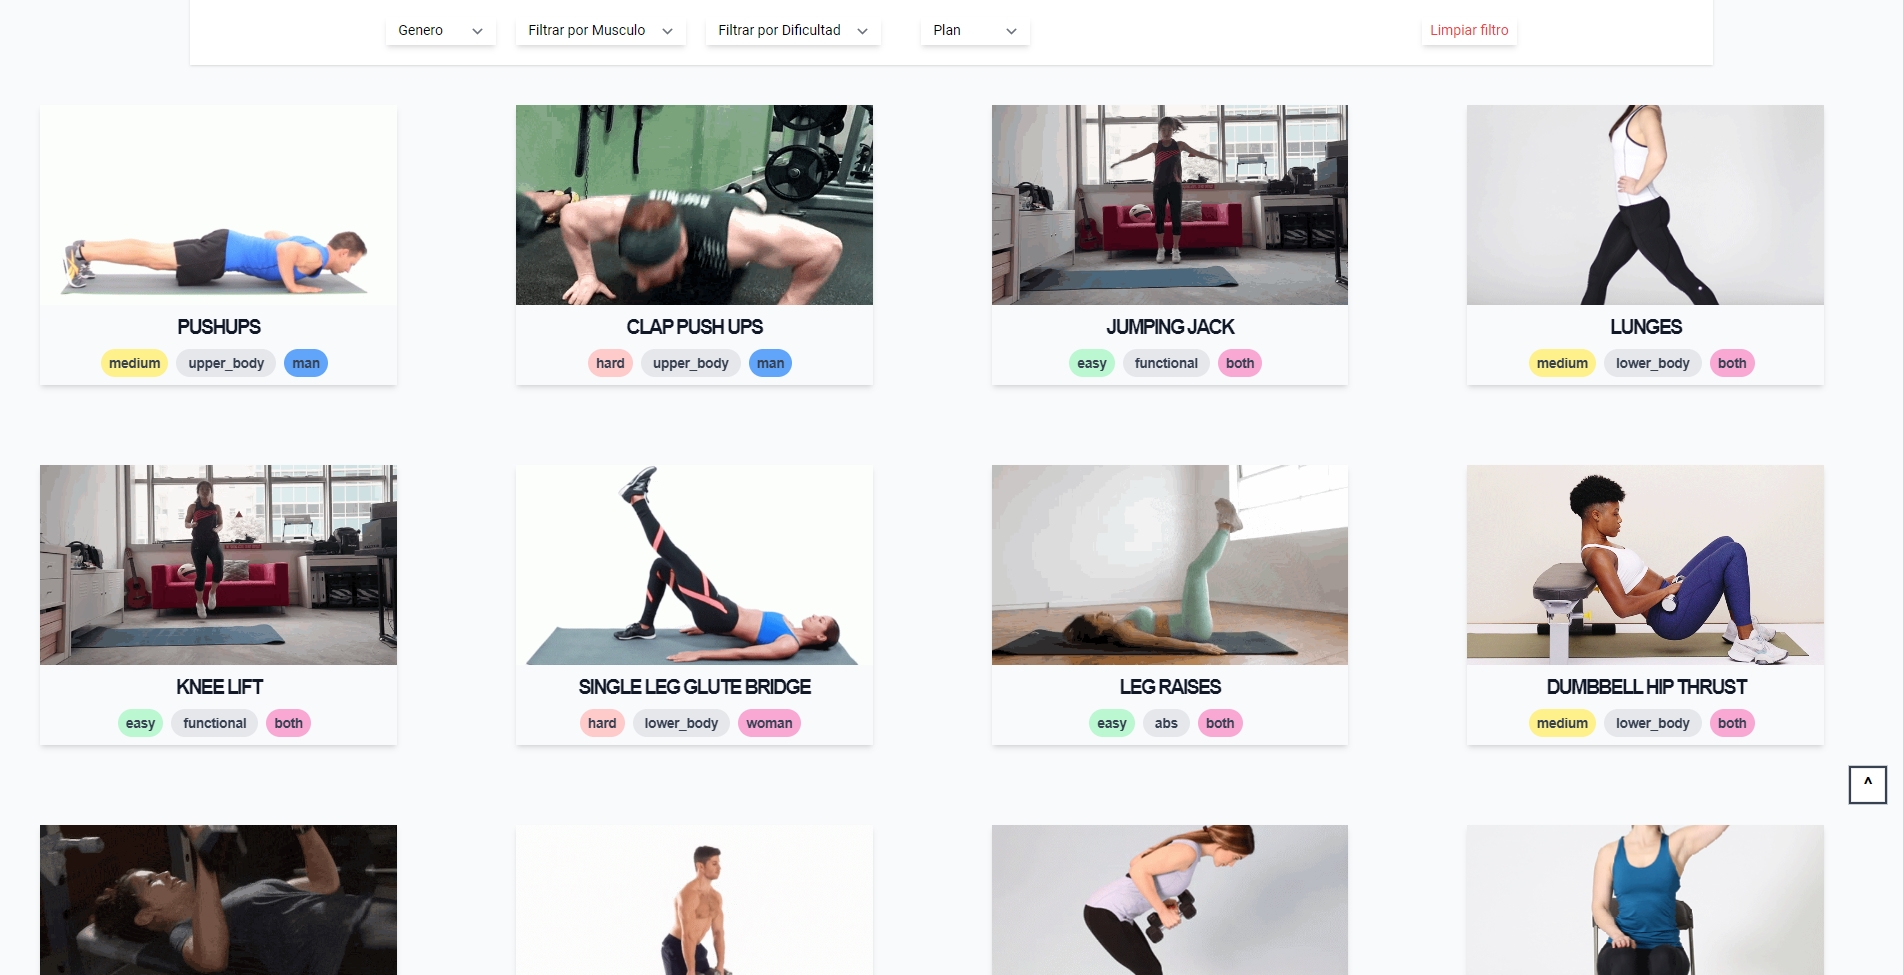 Genero Filtrar por Musculo Filtrar por Dificultad Plan Limpiar filtro
PUSHUPS CLAP PUSH UPS JUMPING JACK LUNGES
medium upper_body man hard upper_body man easy functional both medium lower_body both
KNEE LIFT SINGLE LEG GLUTE BRIDGE LEG RAISES DUMBBELL HIP THRUST
easy functional both hard lower_body woman easy abs both medium lower_body both
^